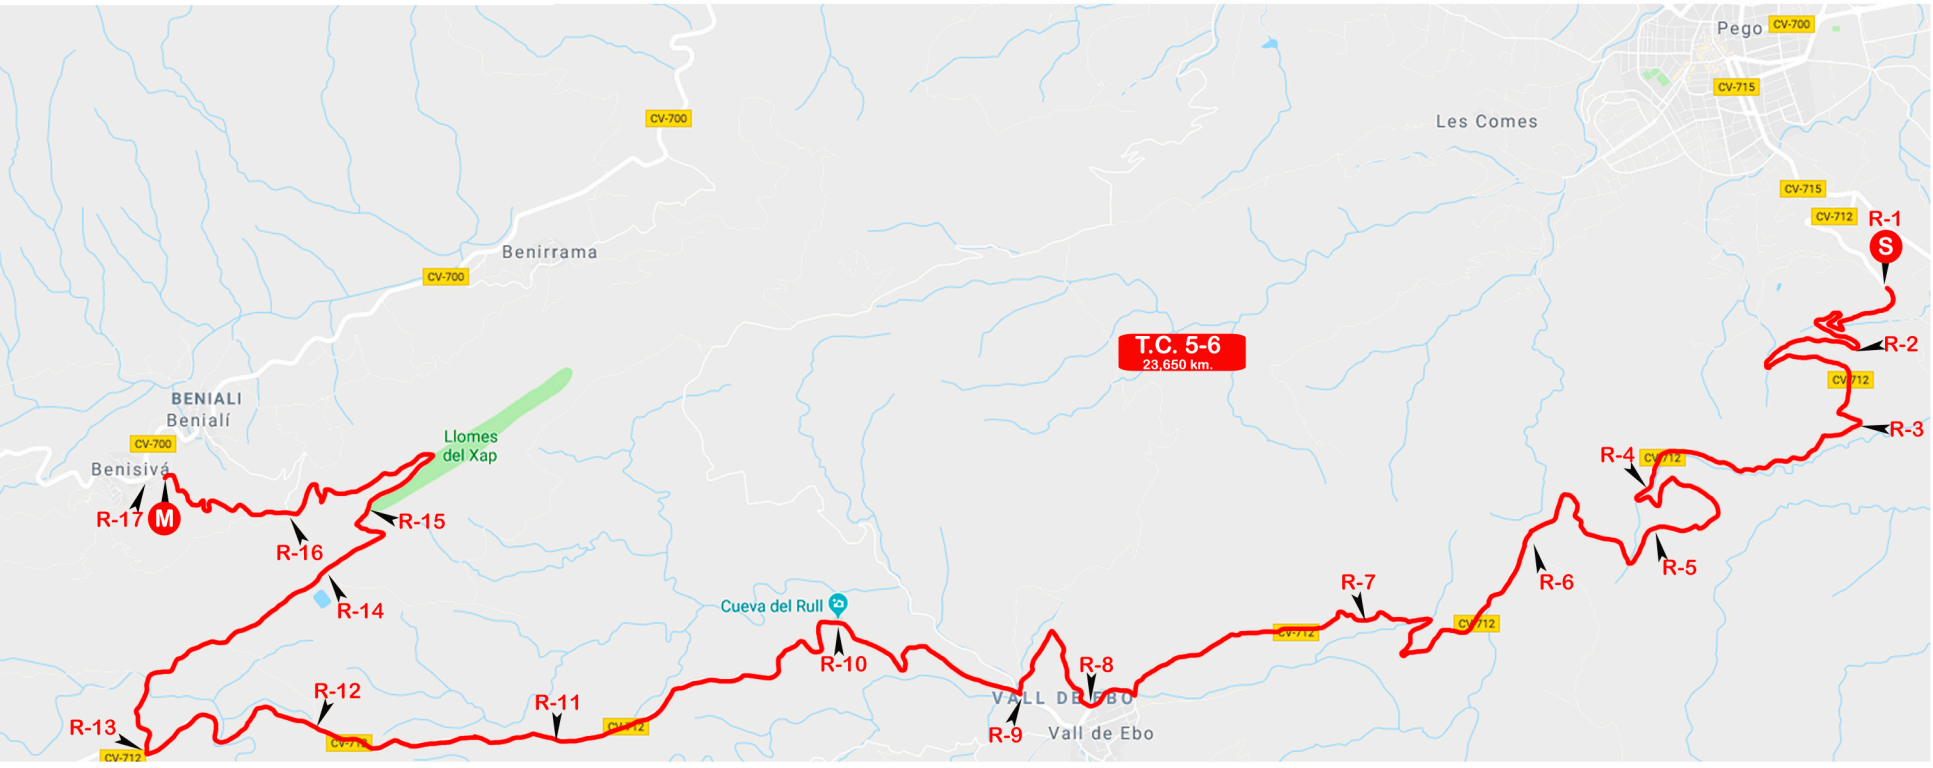 Pego
CV-700
CV-715
CV-700
Les Comes
CV-715
CV-712
R-1
S
Benirrama
CV-700
T.C. 5-6
23,650 km.
R-2
CV-712
BENIALI
Benialí
CV-700
Llomes
del Xap
R-3
R-4
CV-712
Benisivá
R-17
M
R-16
R-15
R-5
R-6
R-14
Cueva del Rull
R-7
CV-712
CV-712
R-10
R-8
R-12
R-11
VALL DE EBO
R-13
CV-712
CV-712
CV-712
R-9
Vall de Ebo